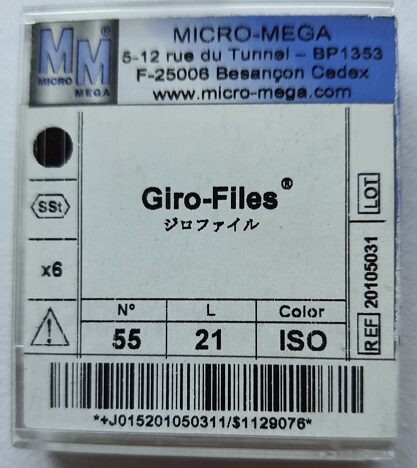 MM®
MICRO MEGA
MICRO-MEGA
5-12 rue du Tunnel – BP1353
F-25006 Besançon Cedex
www.micro-mega.com
SSt
x6
Giro-Files®
ジロファイル
LOT
REF 20105031
N° L Color
55 21 ISO
*+J015201050311/$1129076*